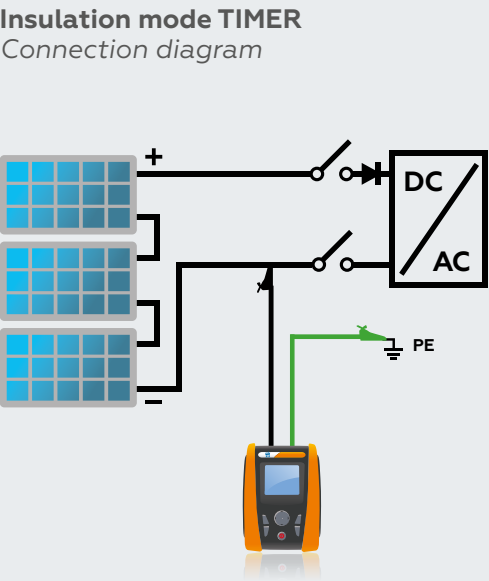 Insulation mode TIMER
Connection diagram
+
DC
AC
PE
−